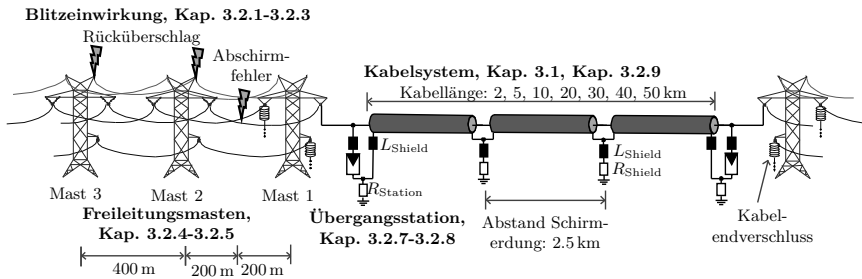 Blitzeinwirkung, Kap. 3.2.1-3.2.3
Rücküberschlag
Abschirm-
fehler
Kabelsystem, Kap. 3.1, Kap. 3.2.9
Kabellänge: 2, 5, 10, 20, 30, 40, 50 km
L_Shield
R_Station
L_Shield
R_Shield
Mast 3
Mast 2
Mast 1
Freileitungsmasten,
Kap. 3.2.4-3.2.5
Übergangsstation,
Kap. 3.2.7-3.2.8
Abstand Schirm-
erdung: 2.5 km
Kabel-
endverschluss
400 m
200 m
200 m